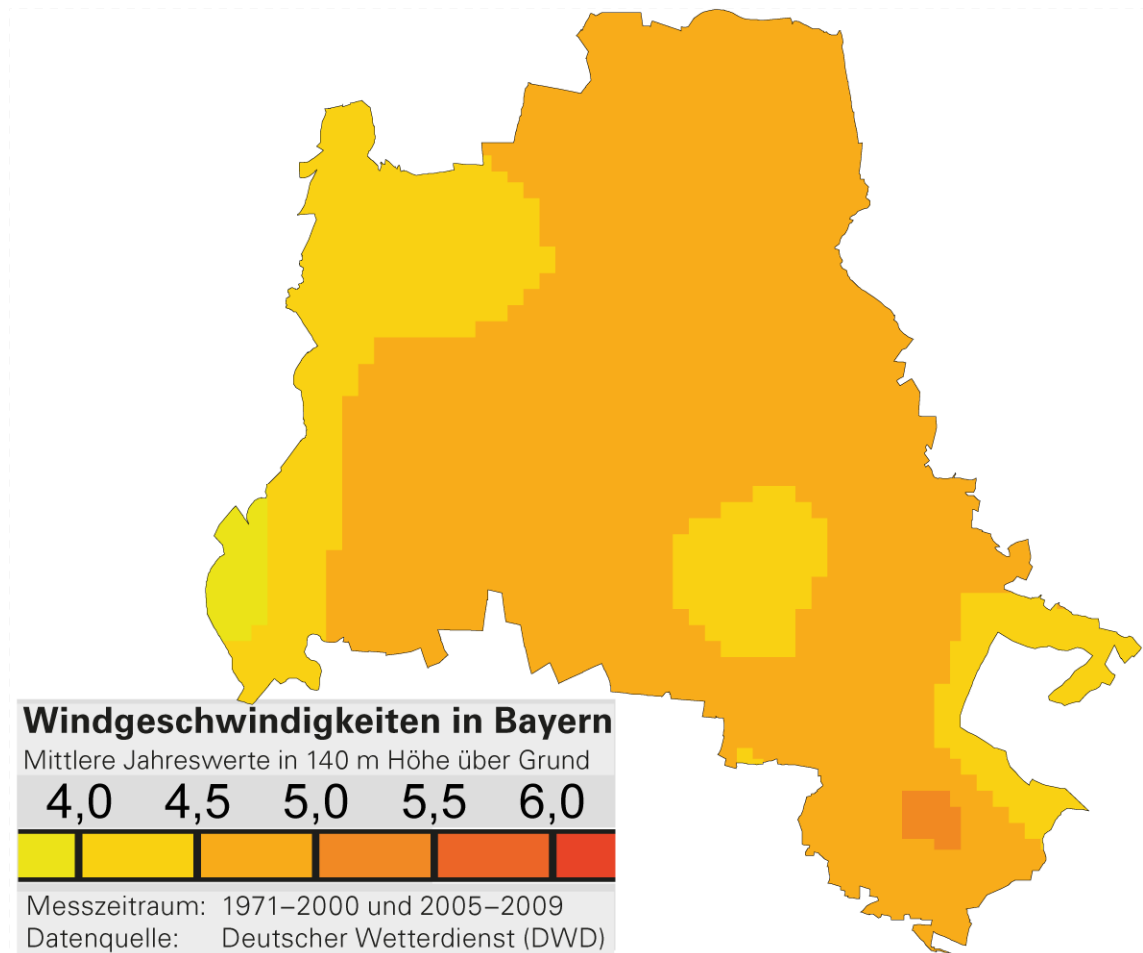 Windgeschwindigkeiten in Bayern
Mittlere Jahreswerte in 140 m Höhe über Grund
4,0 4,5 5,0 5,5 6,0
Messzeitraum: 1971–2000 und 2005–2009
Datenquelle: Deutscher Wetterdienst (DWD)